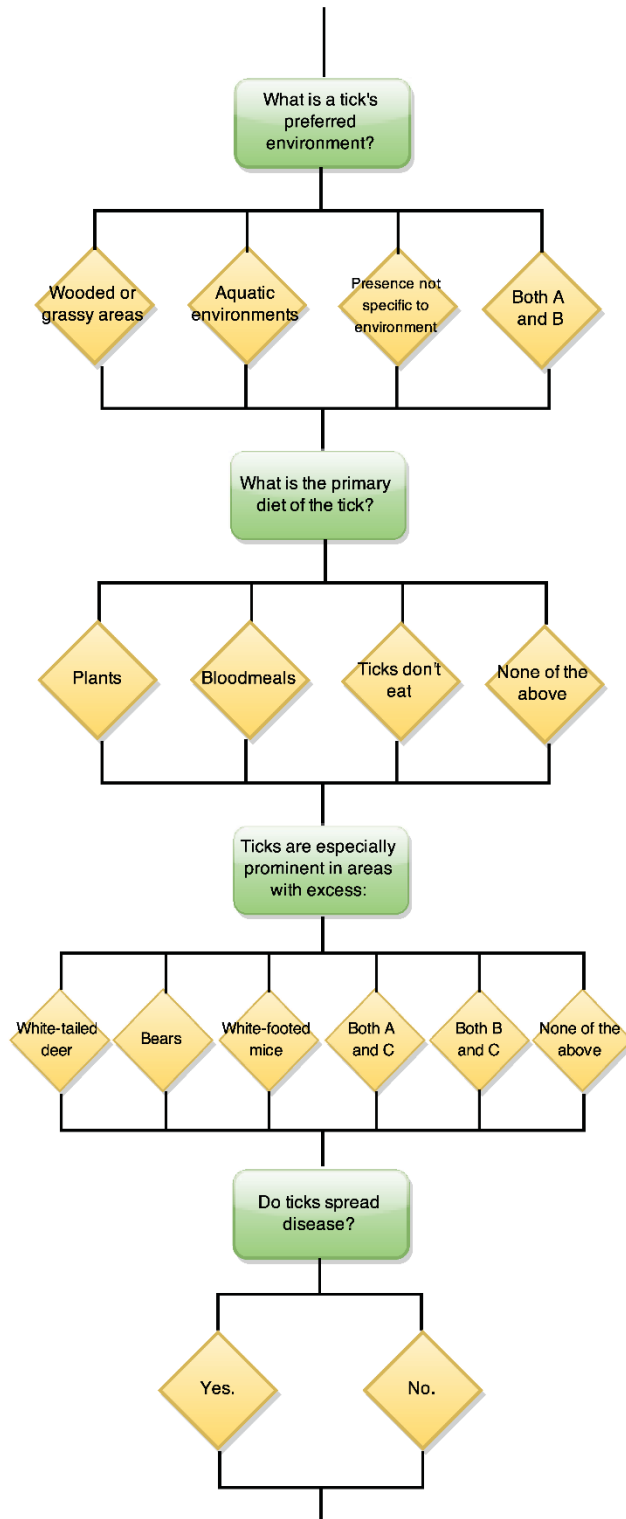 What is a tick's
preferred
environment?
Wooded or
grassy areas
Aquatic
environments
Presence not
specific to
environment
Both A
and B
What is the primary
diet of the tick?
Plants
Bloodmeals
Ticks don't
eat
None of the
above
Ticks are especially
prominent in areas
with excess:
White-tailed
deer
Bears
White-footed
mice
Both A
and C
Both B
and C
None of the
above
Do ticks spread
disease?
Yes.
No.